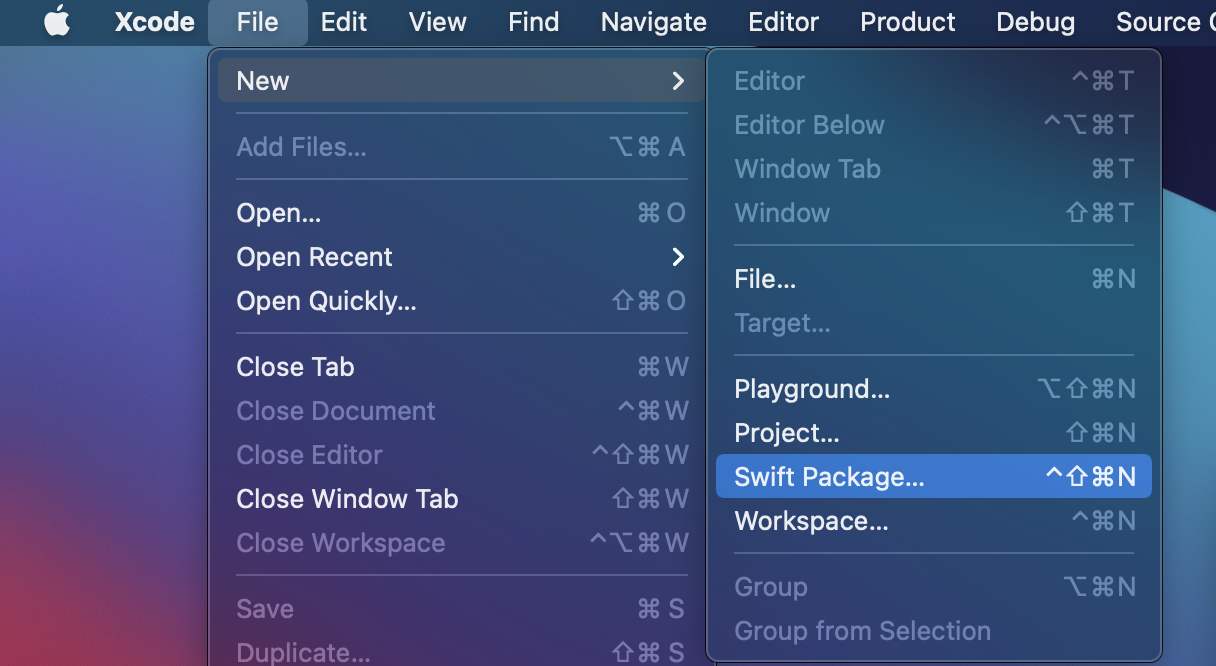 Xcode File Edit View Find Navigate Editor Product Debug Source
New
Add Files... ⌥⌘A
Open... ⌘O
Open Recent
Open Quickly... ⇧⌘O
Close Tab ⌘W
Close Document ^⌘W
Close Editor ^⇧⌘W
Close Window Tab ⇧⌘W
Close Workspace ^⌥⌘W
Save ⌘S
Duplicate... ⇧⌘S
Editor ^⌘T
Editor Below ^⌥⌘T
Window Tab ⌘T
Window ⇧⌘T
File... ⌘N
Target...
Playground... ⌥⇧⌘N
Project... ⇧⌘N
Swift Package... ^⇧⌘N
Workspace... ^⌘N
Group ⌥⌘N
Group from Selection